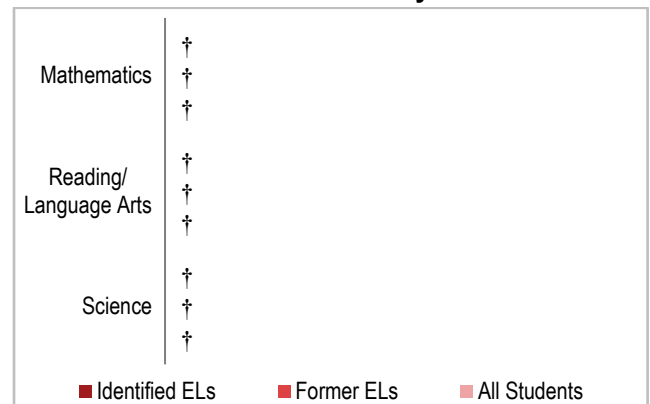 Mathematics
†
†
†
Reading/
Language Arts
†
†
†
Science
†
†
†
Identified ELs Former ELs All Students